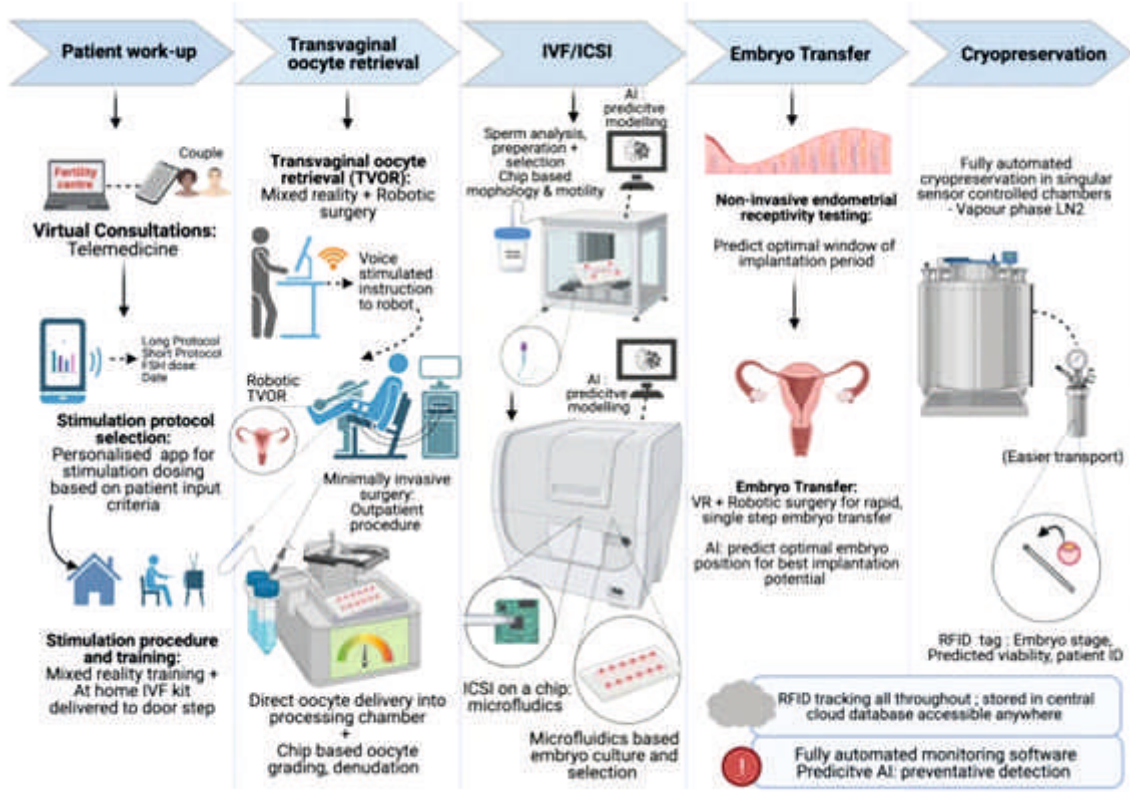 Patient work-up
Transvaginal
oocyte retrieval
IVF/ICSI
Embryo Transfer
Cryopreservation
Fertility
centre
Couple
Virtual Consultations:
Telemedicine
Long Protocol
Short Protocol
FSH dose
Date
Stimulation protocol
selection:
Personalised app for
stimulation dosing
based on patient input
criteria
Stimulation procedure
and training:
Mixed reality training +
At home IVF kit
delivered to door step
Transvaginal oocyte
retrieval (TVOR):
Mixed reality + Robotic
surgery
Voice
stimulated
instruction
to robot
Robotic
TVOR
Minimally invasive
surgery:
Outpatient
procedure
Direct oocyte delivery into
processing chamber
+
Chip based oocyte
grading, denudation
AI :
predicitve
modelling
Sperm analysis,
preperation +
selection
Chip based
mophology & motility
AI :
predicitve
modelling
ICSI on a chip:
microfludics
Microfluidics based
embryo culture and
selection
Non-invasive endometrial
receptivity testing:
Predict optimal window of
implantation period
Embryo Transfer:
VR + Robotic surgery for rapid,
single step embryo transfer
AI: predict optimal embryo
position for best implantation
potential
Fully automated
cryopreservation in singular
sensor controlled chambers
- Vapour phase LN2
(Easier transport)
RFID tag : Embryo stage,
Predicted viability, patient ID
RFID tracking all throughout ; stored in central
cloud database accessible anywhere
Fully automated monitoring software
Predicitve AI: preventative detection